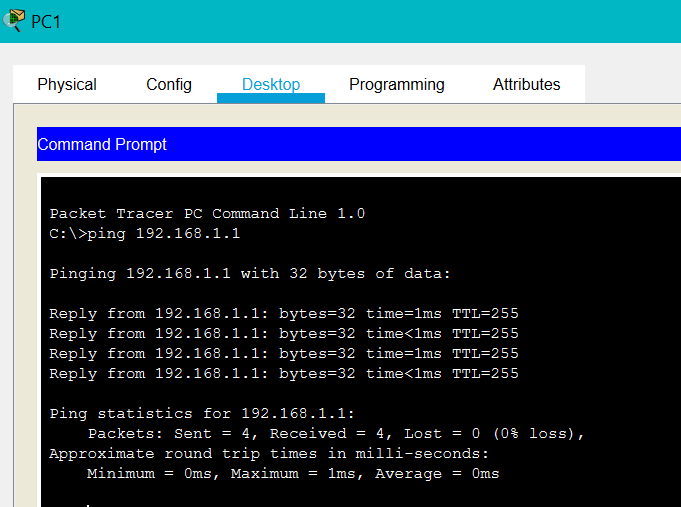 PC1
Physical Config Desktop Programming Attributes
Command Prompt
Packet Tracer PC Command Line 1.0
C:\>ping 192.168.1.1
Pinging 192.168.1.1 with 32 bytes of data:
Reply from 192.168.1.1: bytes=32 time=1ms TTL=255
Reply from 192.168.1.1: bytes=32 time<1ms TTL=255
Reply from 192.168.1.1: bytes=32 time=1ms TTL=255
Reply from 192.168.1.1: bytes=32 time<1ms TTL=255
Ping statistics for 192.168.1.1:
Packets: Sent = 4, Received = 4, Lost = 0 (0% loss),
Approximate round trip times in milli-seconds:
Minimum = 0ms, Maximum = 1ms, Average = 0ms